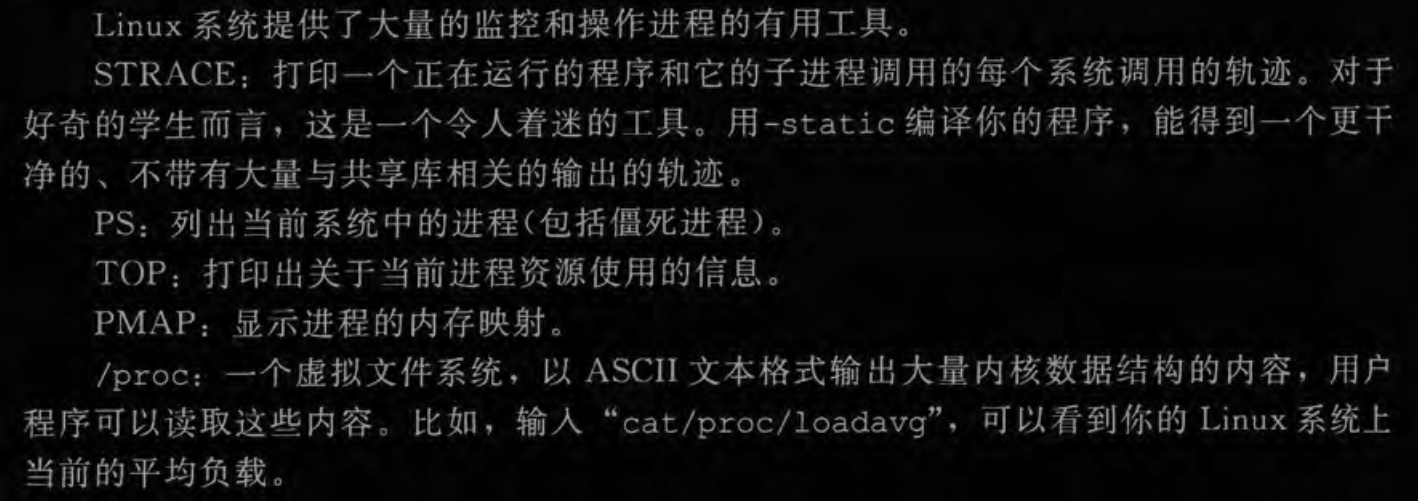 Linux 系统提供了大量的监控和操作进程的有用工具。
STRACE：打印一个正在运行的程序和它的子进程调用的每个系统调用的轨迹。对于
好奇的学生而言，这是一个令人着迷的工具。用-static 编译你的程序，能得到一个更干
净的、不带有大量与共享库相关的输出的轨迹。
PS：列出当前系统中的进程(包括僵死进程)。
TOP：打印出关于当前进程资源使用的信息。
PMAP：显示进程的内存映射。
/proc：一个虚拟文件系统，以 ASCII 文本格式输出大量内核数据结构的内容，用户
程序可以读取这些内容。比如，输入“cat/proc/loadavg”，可以看到你的 Linux 系统上
当前的平均负载。